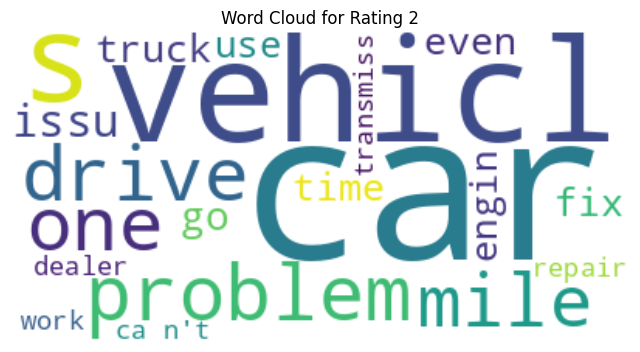 Word Cloud for Rating 2
s
truck
use
transmiss
even
issu
vehicl
drive
car
time
engin
fix
one
go
dealer
problem
mile
repair
work
ca n't